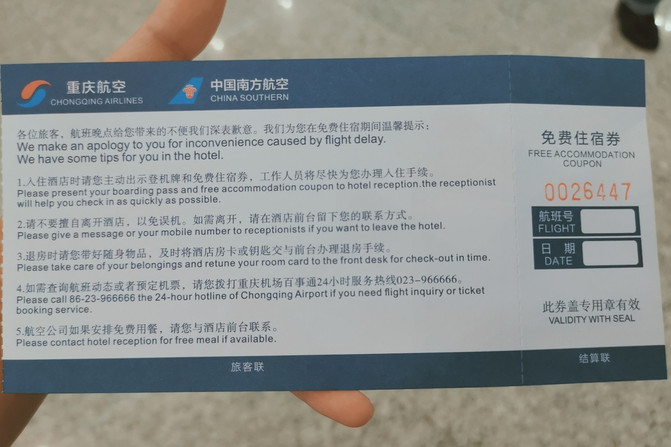 重庆航空
CHONGQING AIRLINES
中国南方航空
CHINA SOUTHERN
各位旅客，航班晚点给您带来的不便我们深表歉意。我们为您在免费住宿期间温馨提示：
We make an apology to you for inconvenience caused by flight delay.
We have some tips for you in the hotel.
1.入住酒店时请您主动出示登机牌和免费住宿券，工作人员将尽快为您办理入住手续。
Please present your boarding pass and free accommodation coupon to hotel reception.the receptionist
will help you check in as quickly as possible.
2.请不要擅自离开酒店，以免误机。如需离开，请在酒店前台留下您的联系方式。
Please give a message or your mobile number to receptionists if you want to leave the hotel.
3.退房时请您带好随身物品，及时将酒店房卡或钥匙交与前台办理退房手续。
Please take care of your belongings and retune your room card to the front desk for check-out in time.
4.如需查询航班动态或者预定机票，请您拨打重庆机场百事通24小时服务热线023-966666。
Please call 86-23-966666 the 24-hour hotline of Chongqing Airport if you need flight inquiry or ticket
booking service.
5.航空公司如果安排免费用餐，请您与酒店前台联系。
Please contact hotel reception for free meal if available.
旅客联
免费住宿券
FREE ACCOMMODATION
COUPON
0026447
航班号
FLIGHT
日 期
DATE
此券盖专用章有效
VALIDITY WITH SEAL
结算联